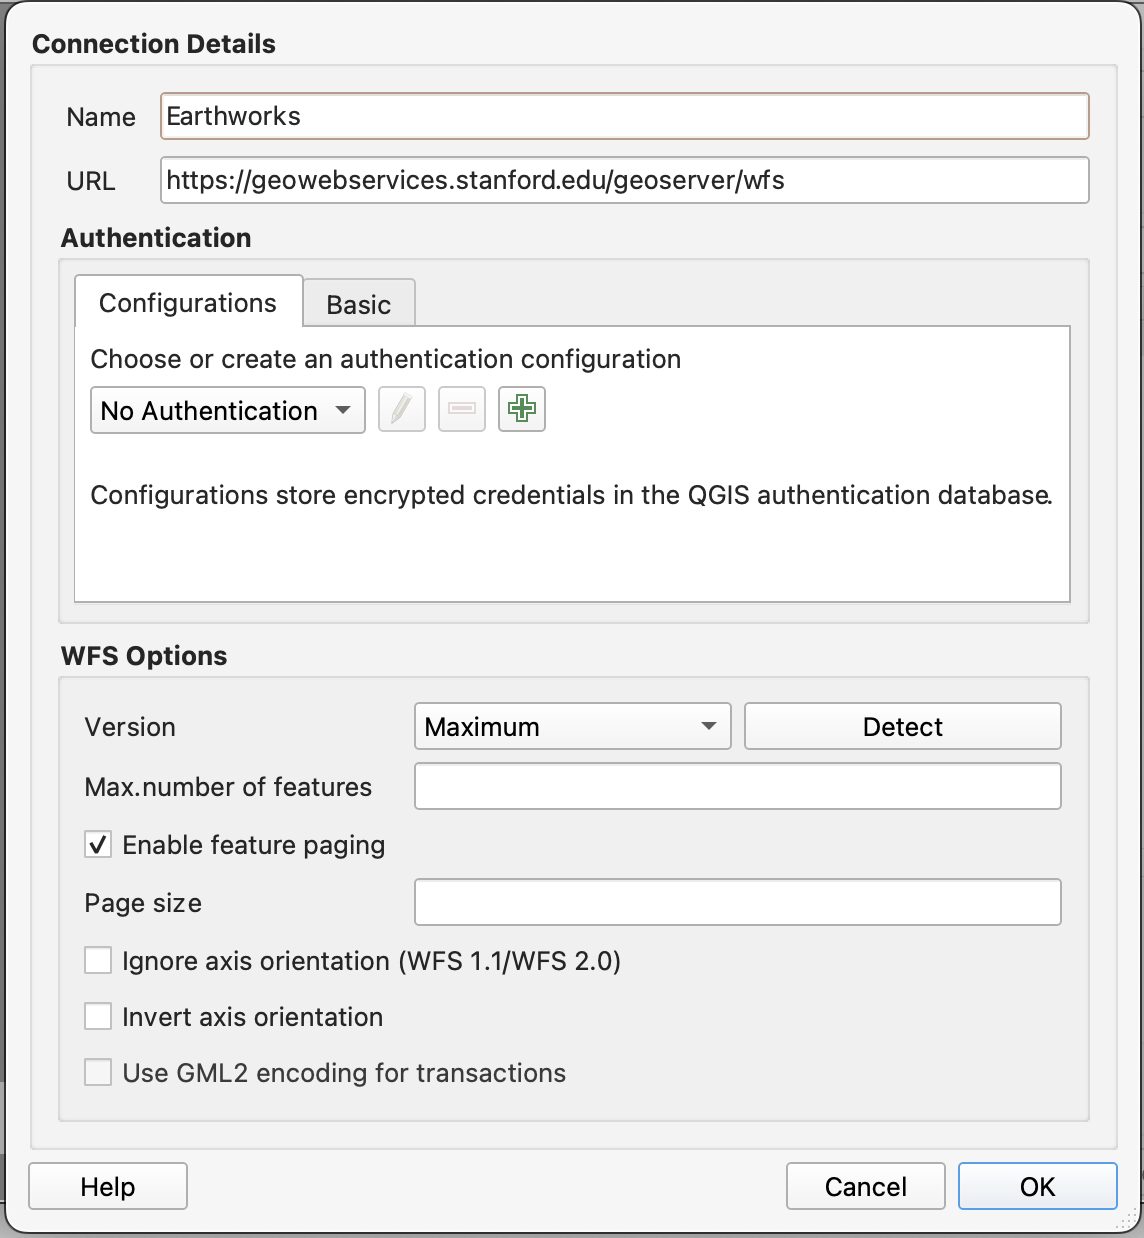 Connection Details
Name Earthworks
URL https://geowebservices.stanford.edu/geoserver/wfs
Authentication
Configurations Basic
Choose or create an authentication configuration
No Authentication
Configurations store encrypted credentials in the QGIS authentication database.
WFS Options
Version Maximum Detect
Max.number of features
Enable feature paging
Page size
Ignore axis orientation (WFS 1.1/WFS 2.0)
Invert axis orientation
Use GML2 encoding for transactions
Help Cancel OK